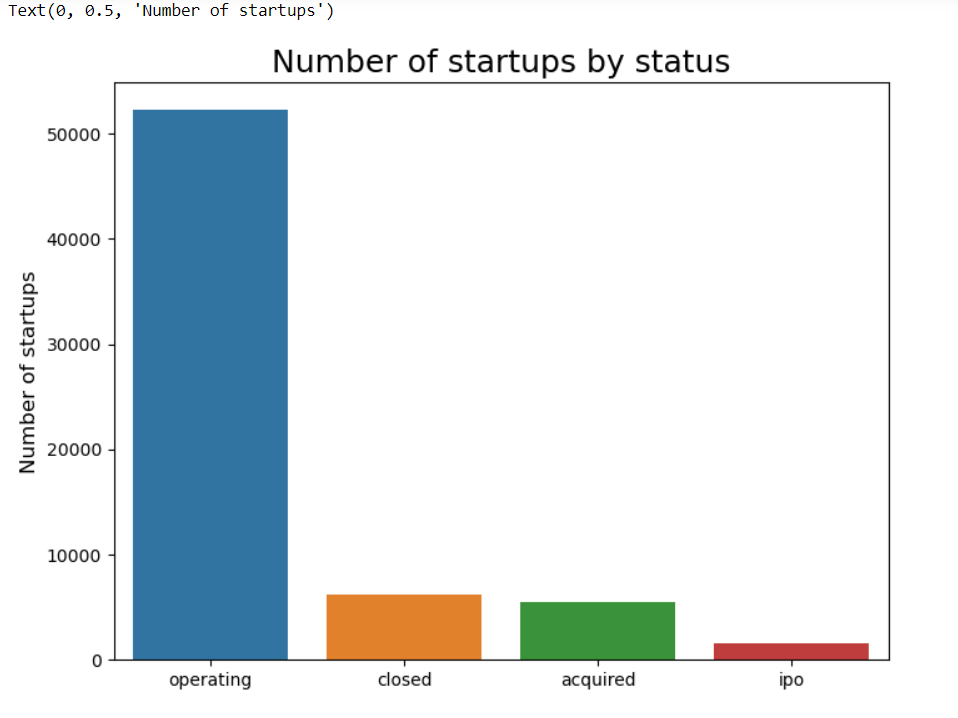 Text(0, 0.5, 'Number of startups')
Number of startups by status
Number of startups
50000
40000
30000
20000
10000
0
operating closed acquired ipo